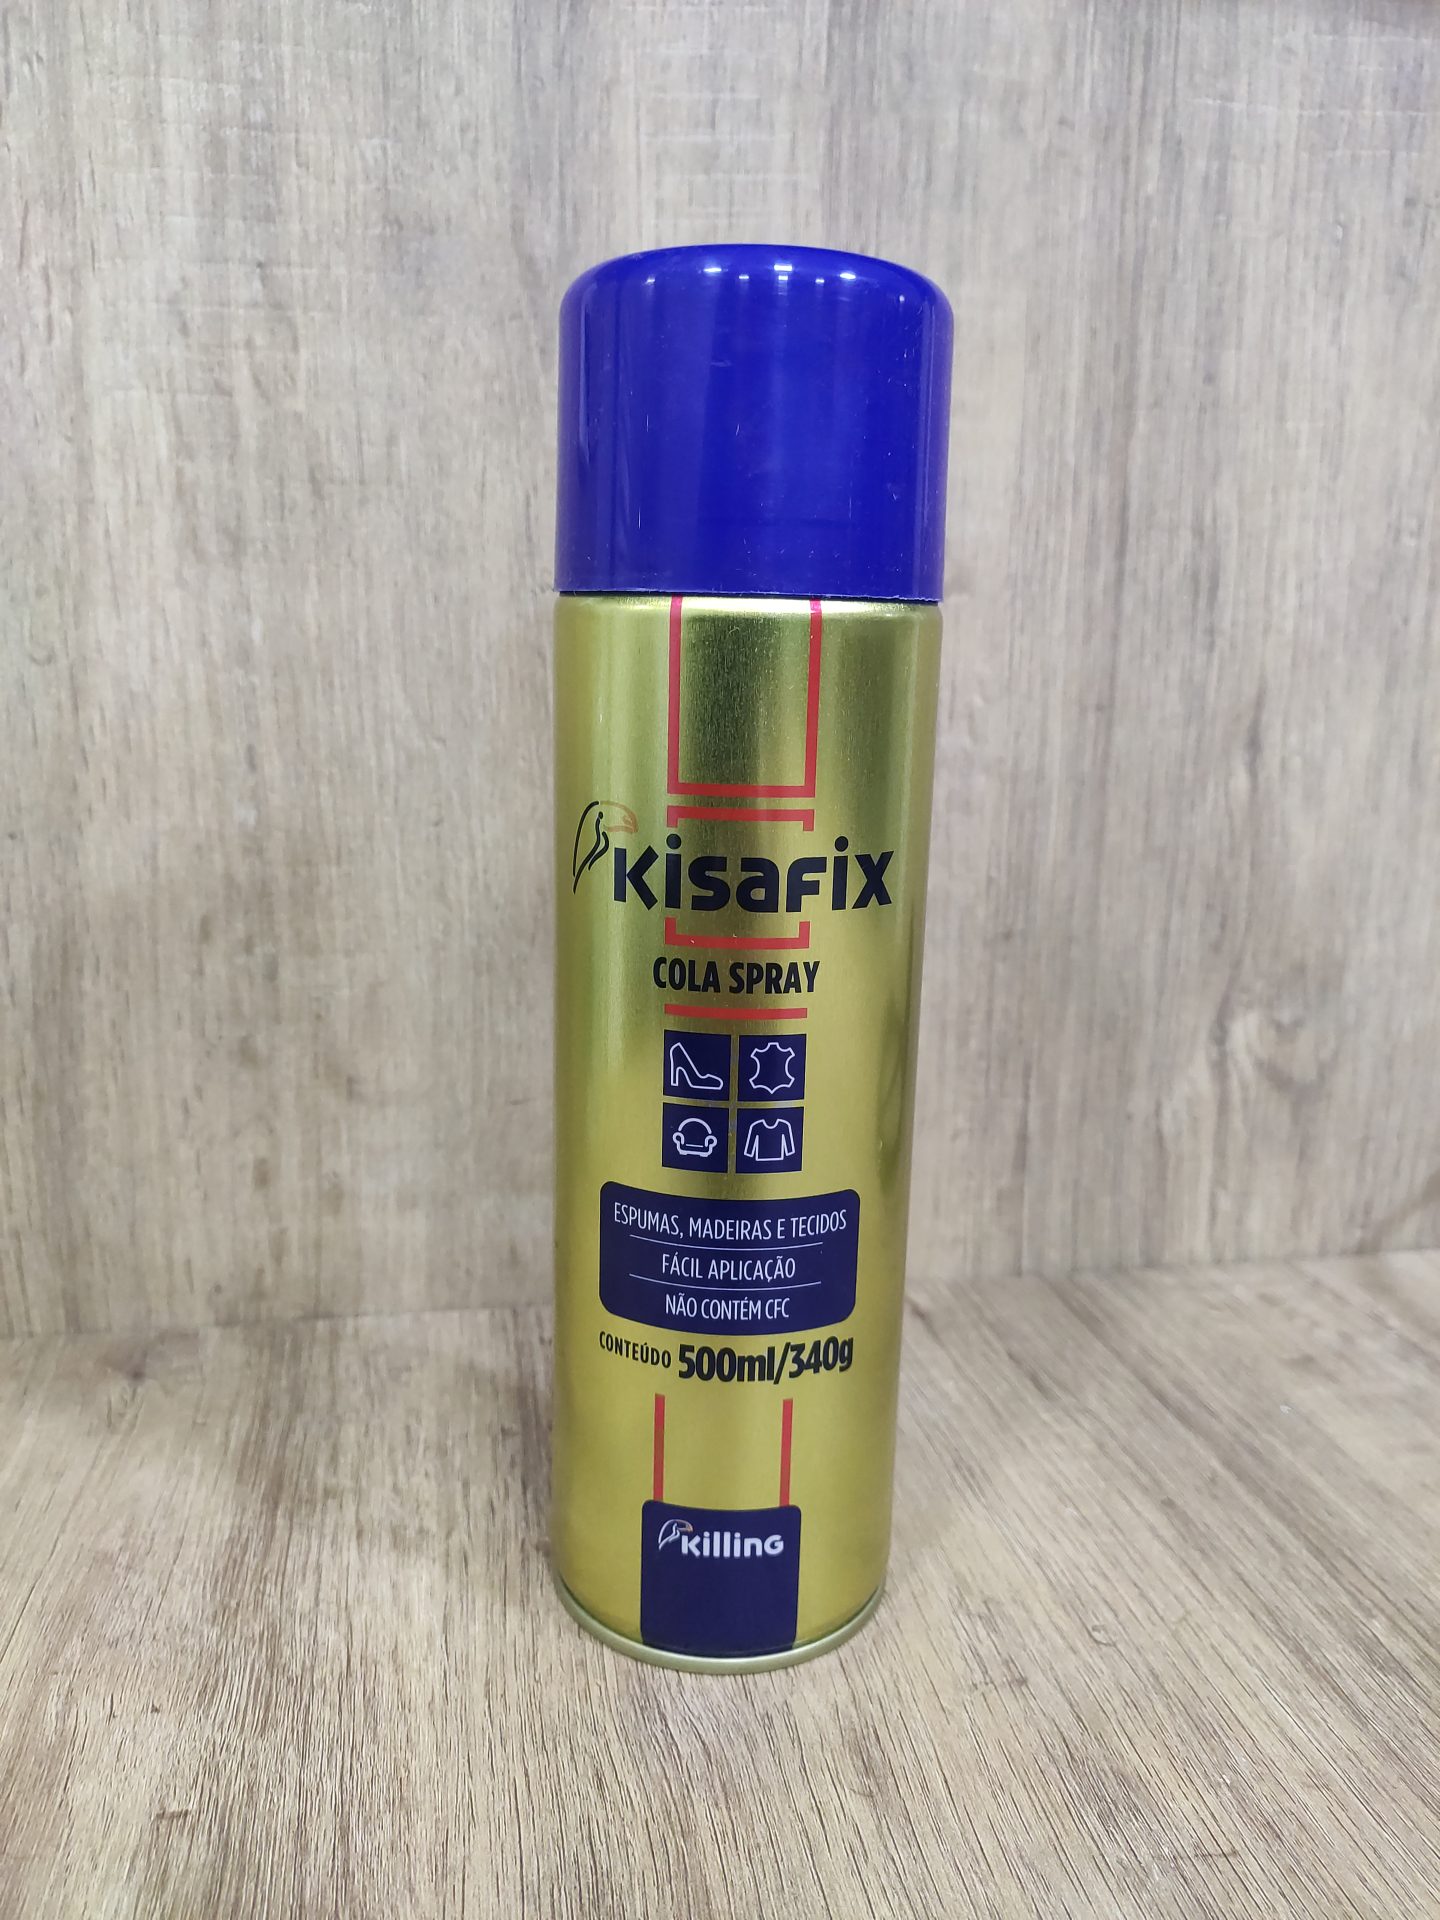 Kisafix
COLA SPRAY
ESPUMAS, MADEIRAS E TECIDOS
FÁCIL APLICAÇÃO
NÃO CONTÉM CFC
CONTEÚDO 500ml/340g
Killing